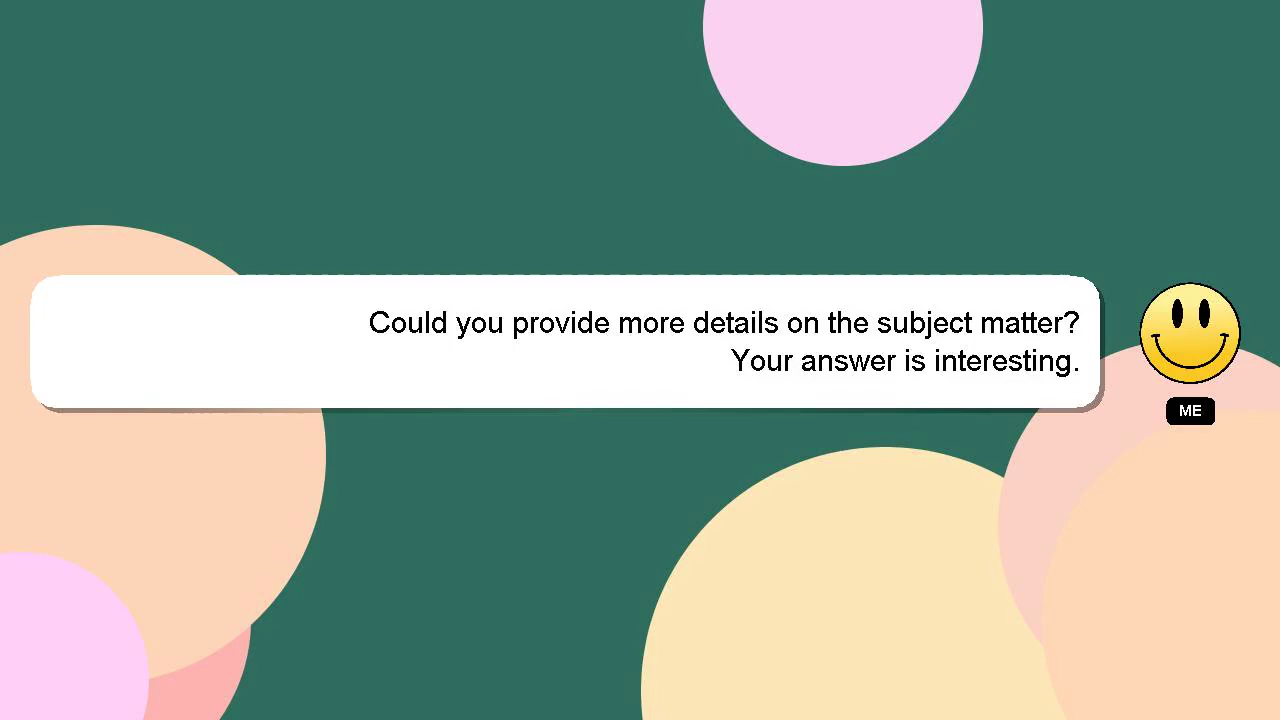 Could you provide more details on the subject matter?
Your answer is interesting.
ME